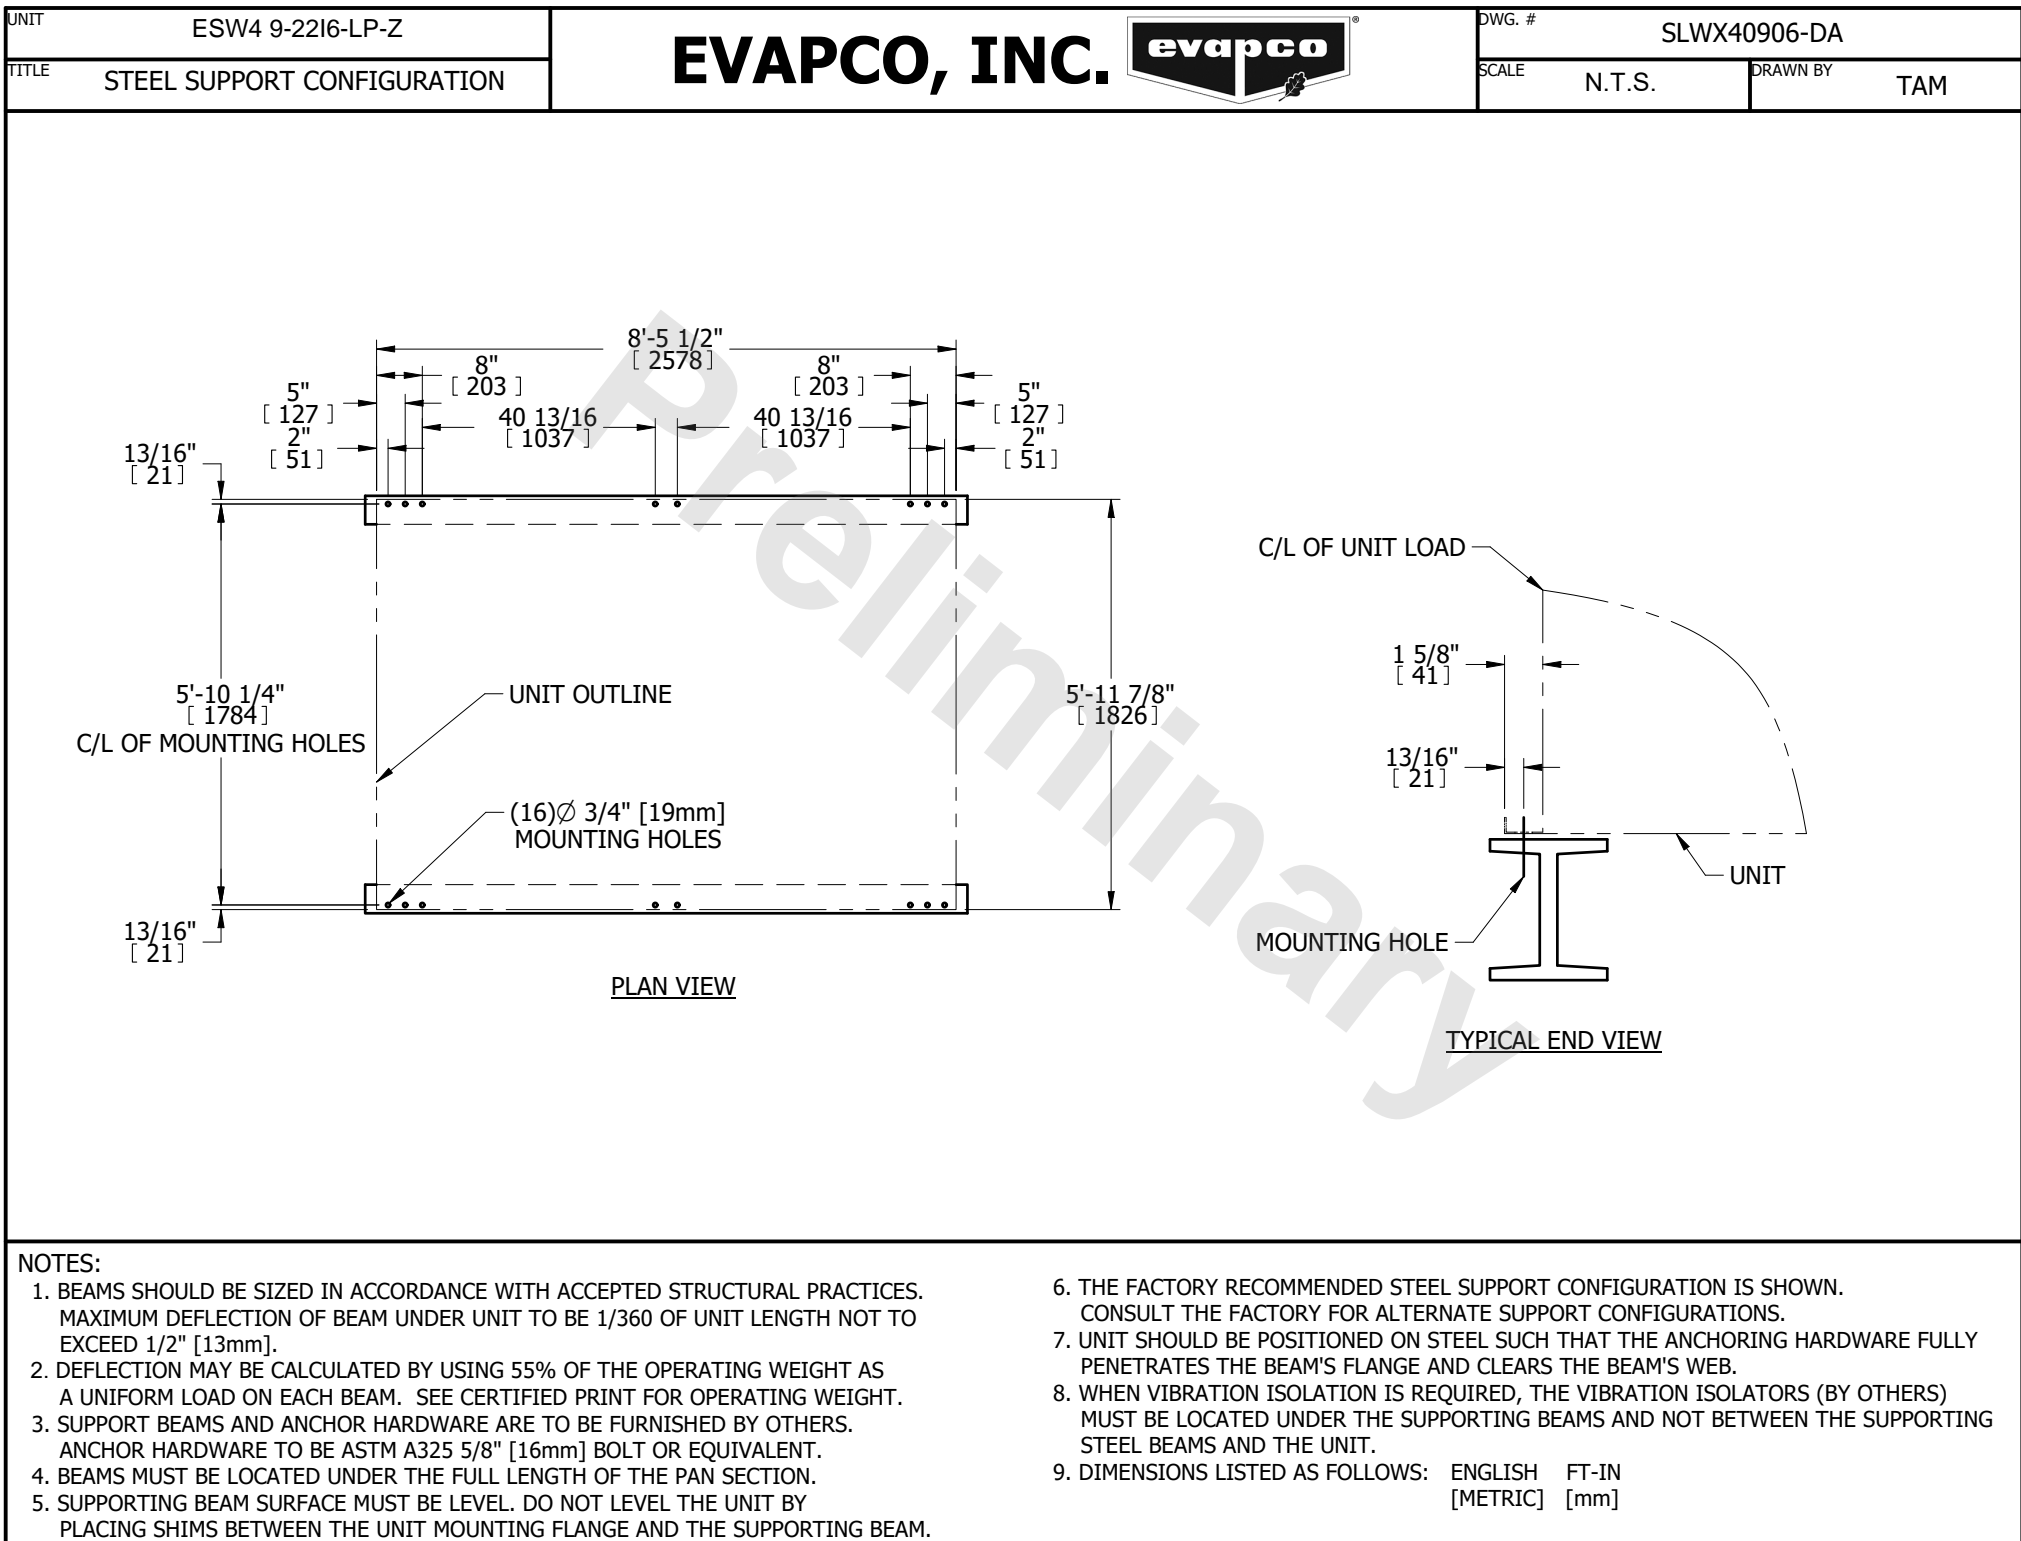 UNIT
ESW4 9-22I6-LP-Z
TITLE
STEEL SUPPORT CONFIGURATION
EVAPCO, INC.
evapco
®
DWG. #
SLWX40906-DA
SCALE
N.T.S.
DRAWN BY
TAM
8'-5 1/2"
[ 2578 ]
8"
[ 203 ]
8"
[ 203 ]
5"
[ 127 ]
5"
[ 127 ]
40 13/16
[ 1037 ]
40 13/16
[ 1037 ]
2"
[ 51 ]
2"
[ 51 ]
13/16"
[ 21 ]
5'-10 1/4"
[ 1784 ]
C/L OF MOUNTING HOLES
UNIT OUTLINE
5'-11 7/8"
[ 1826 ]
(16)Ø 3/4" [19mm]
MOUNTING HOLES
13/16"
[ 21 ]
PLAN VIEW
C/L OF UNIT LOAD
1 5/8"
[ 41 ]
13/16"
[ 21 ]
UNIT
MOUNTING HOLE
TYPICAL END VIEW
Preliminary
NOTES:
1. BEAMS SHOULD BE SIZED IN ACCORDANCE WITH ACCEPTED STRUCTURAL PRACTICES.
MAXIMUM DEFLECTION OF BEAM UNDER UNIT TO BE 1/360 OF UNIT LENGTH NOT TO
EXCEED 1/2" [13mm].
2. DEFLECTION MAY BE CALCULATED BY USING 55% OF THE OPERATING WEIGHT AS
A UNIFORM LOAD ON EACH BEAM. SEE CERTIFIED PRINT FOR OPERATING WEIGHT.
3. SUPPORT BEAMS AND ANCHOR HARDWARE ARE TO BE FURNISHED BY OTHERS.
ANCHOR HARDWARE TO BE ASTM A325 5/8" [16mm] BOLT OR EQUIVALENT.
4. BEAMS MUST BE LOCATED UNDER THE FULL LENGTH OF THE PAN SECTION.
5. SUPPORTING BEAM SURFACE MUST BE LEVEL. DO NOT LEVEL THE UNIT BY
PLACING SHIMS BETWEEN THE UNIT MOUNTING FLANGE AND THE SUPPORTING BEAM.
6. THE FACTORY RECOMMENDED STEEL SUPPORT CONFIGURATION IS SHOWN.
CONSULT THE FACTORY FOR ALTERNATE SUPPORT CONFIGURATIONS.
7. UNIT SHOULD BE POSITIONED ON STEEL SUCH THAT THE ANCHORING HARDWARE FULLY
PENETRATES THE BEAM'S FLANGE AND CLEARS THE BEAM'S WEB.
8. WHEN VIBRATION ISOLATION IS REQUIRED, THE VIBRATION ISOLATORS (BY OTHERS)
MUST BE LOCATED UNDER THE SUPPORTING BEAMS AND NOT BETWEEN THE SUPPORTING
STEEL BEAMS AND THE UNIT.
9. DIMENSIONS LISTED AS FOLLOWS: ENGLISH FT-IN
[METRIC] [mm]